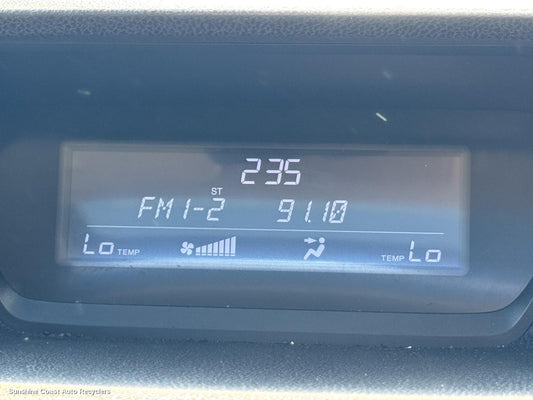 235
ST
FM1-2 91.10
Lo TEMP TEMP Lo
Sunshine Coast Auto Recyclers